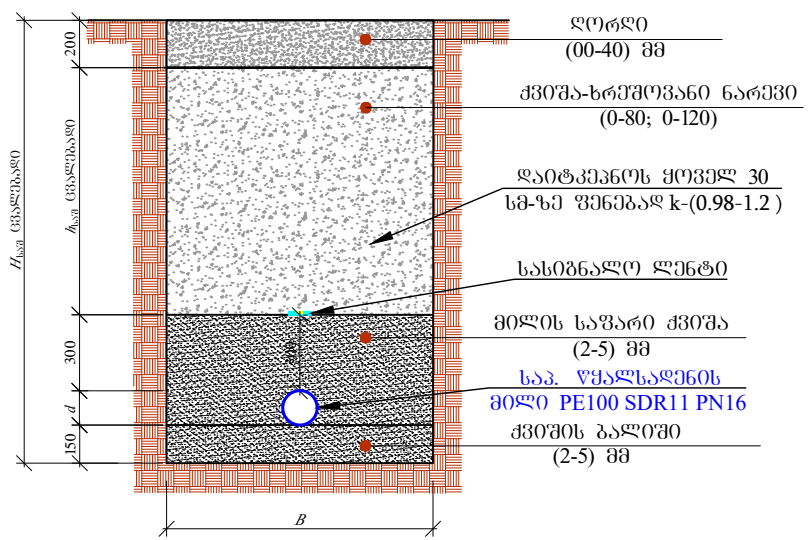 ღორღი
(00-40) მმ
ქვიშა-ხრეშოვანი ნარევი
(0-80; 0-120)
დაიტკეპნოს ყოველ 30
სმ-ზე ფენებად k-(0.98-1.2 )
სასიგნალო ლენტი
მილის საფარი ქვიშა
(2-5) მმ
საპ. წყალსადენის
მილი PE100 SDR11 PN16
ქვიშის ბალიში
(2-5) მმ
200
hსაშ ცვალებადი
Hსაშ ცვალებადი
300
d
150
B